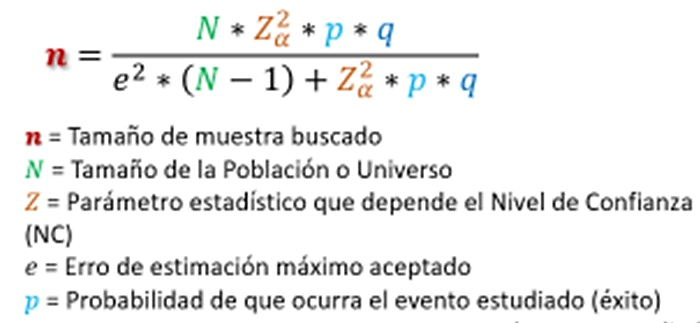 n = N * Z²α * p * q / e² * (N − 1) + Z²α * p * q
n = Tamaño de muestra buscado
N = Tamaño de la Población o Universo
Z = Parámetro estadístico que depende el Nivel de Confianza
(NC)
e = Erro de estimación máximo aceptado
p = Probabilidad de que ocurra el evento estudiado (éxito)